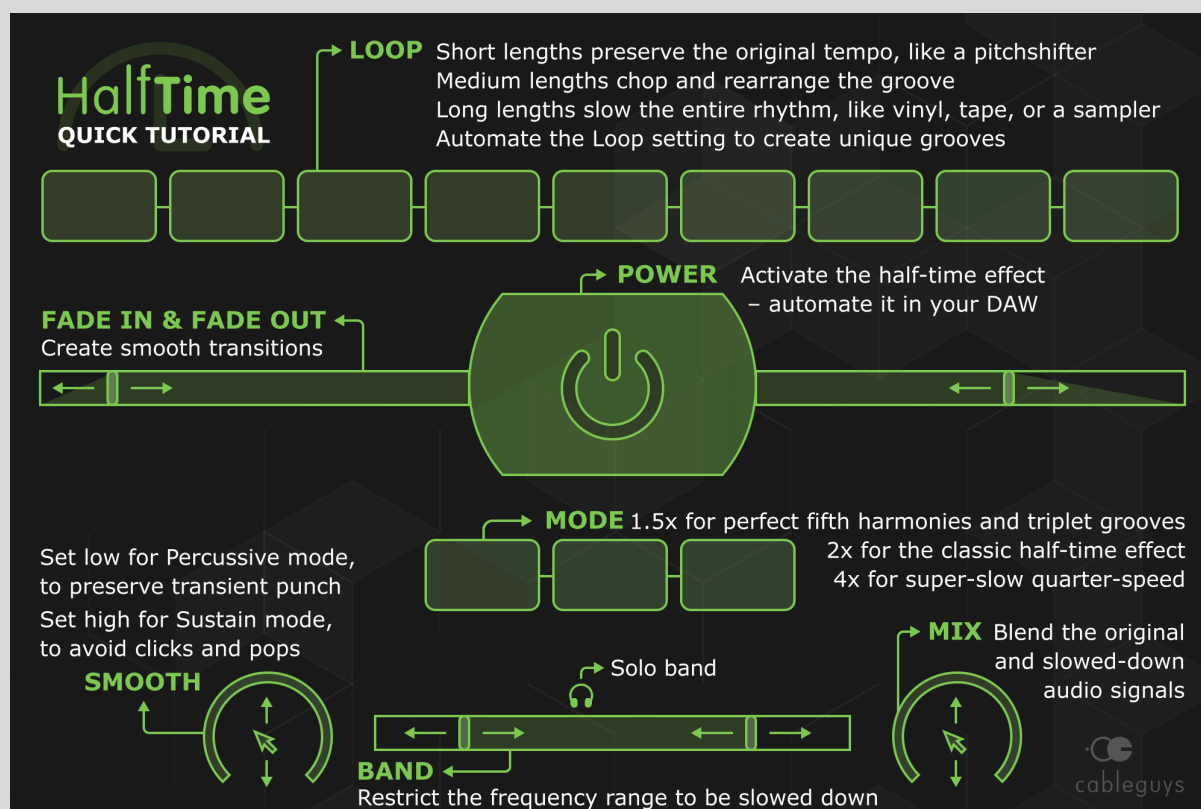 HalfTime
QUICK TUTORIAL
LOOP Short lengths preserve the original tempo, like a pitchshifter
Medium lengths chop and rearrange the groove
Long lengths slow the entire rhythm, like vinyl, tape, or a sampler
Automate the Loop setting to create unique grooves
POWER Activate the half-time effect
– automate it in your DAW
FADE IN & FADE OUT
Create smooth transitions
MODE 1.5x for perfect fifth harmonies and triplet grooves
2x for the classic half-time effect
4x for super-slow quarter-speed
Set low for Percussive mode,
to preserve transient punch
Set high for Sustain mode,
to avoid clicks and pops
SMOOTH
Solo band
MIX Blend the original
and slowed-down
audio signals
BAND
Restrict the frequency range to be slowed down
cableguys